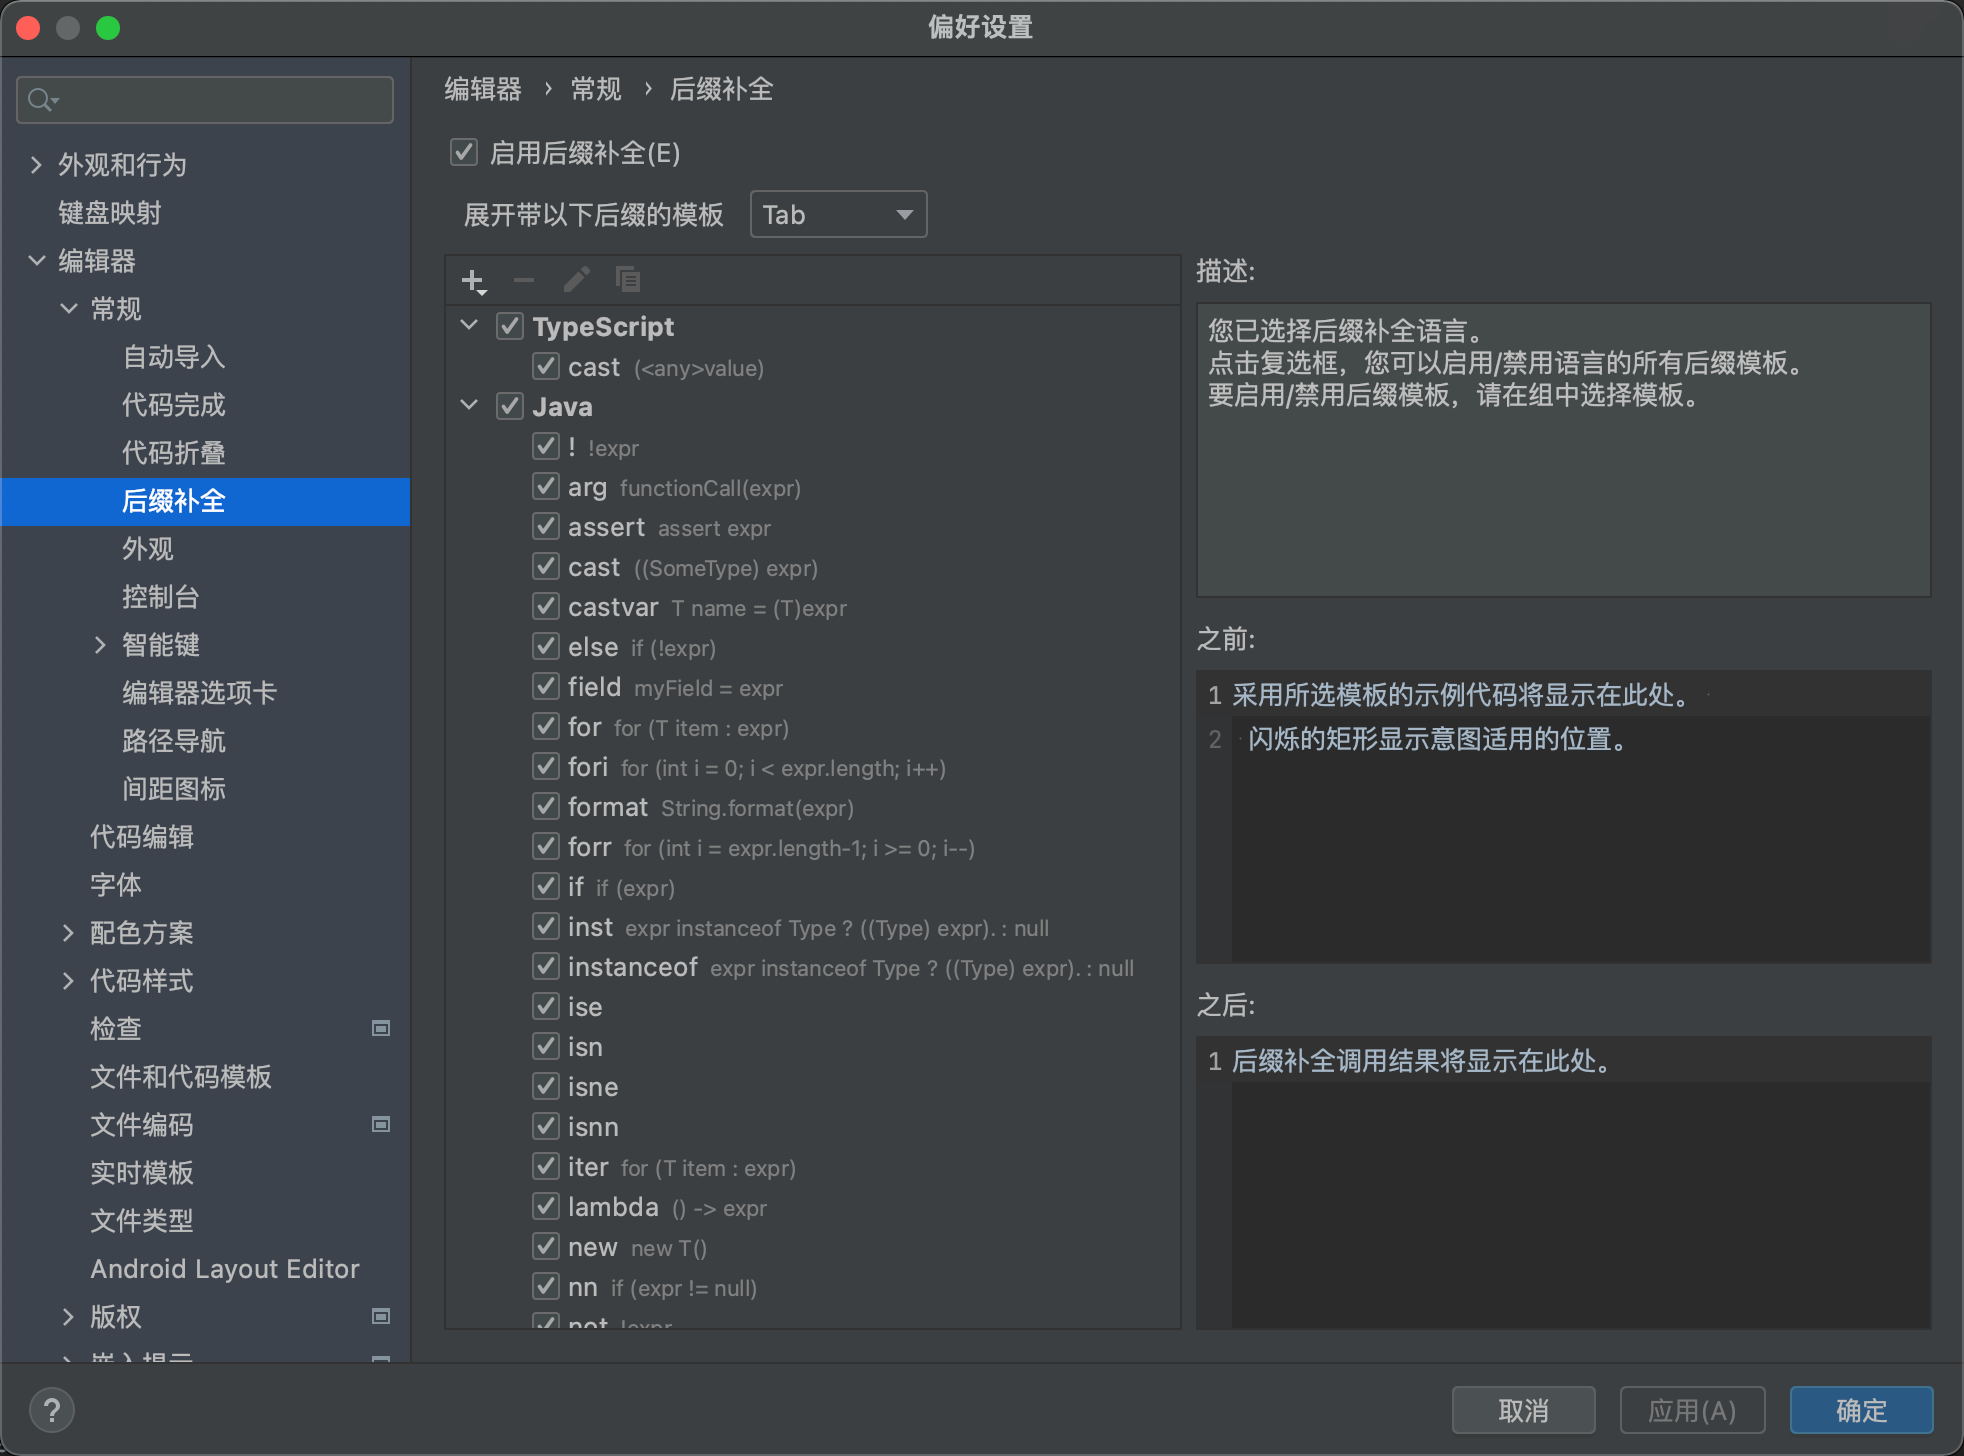 偏好设置
外观和行为
键盘映射
编辑器
常规
自动导入
代码完成
代码折叠
后缀补全
外观
控制台
智能键
编辑器选项卡
路径导航
间距图标
代码编辑
字体
配色方案
代码样式
检查
文件和代码模板
文件编码
实时模板
文件类型
Android Layout Editor
版权
嵌入提示
编辑器 › 常规 › 后缀补全
启用后缀补全(E)
展开带以下后缀的模板 Tab
TypeScript
cast (<any>value)
Java
! !expr
arg functionCall(expr)
assert assert expr
cast ((SomeType) expr)
castvar T name = (T)expr
else if (!expr)
field myField = expr
for for (T item : expr)
fori for (int i = 0; i < expr.length; i++)
format String.format(expr)
forr for (int i = expr.length-1; i >= 0; i--)
if if (expr)
inst expr instanceof Type ? ((Type) expr). : null
instanceof expr instanceof Type ? ((Type) expr). : null
ise
isn
isne
isnn
iter for (T item : expr)
lambda () -> expr
new new T()
nn if (expr != null)
not !expr
描述:
您已选择后缀补全语言。
点击复选框，您可以启用/禁用语言的所有后缀模板。
要启用/禁用后缀模板，请在组中选择模板。
之前:
1 采用所选模板的示例代码将显示在此处。
2 闪烁的矩形显示意图适用的位置。
之后:
1 后缀补全调用结果将显示在此处。
?
取消
应用(A)
确定